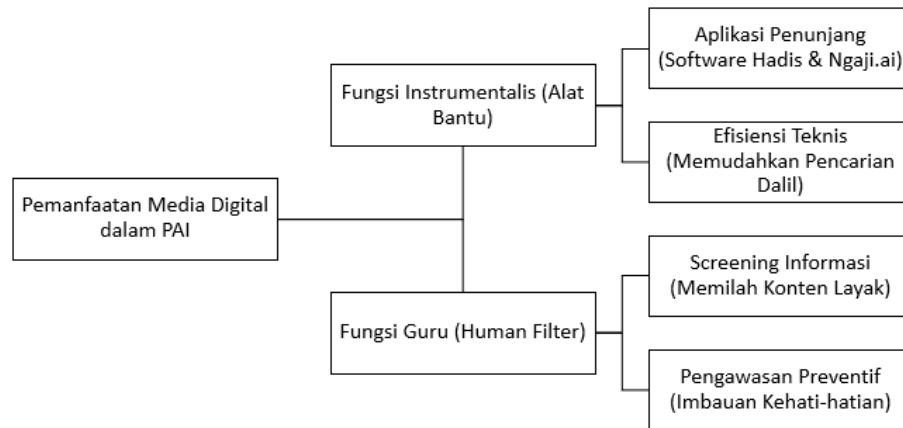 Pemanfaatan Media Digital
dalam PAI
Fungsi Instrumentalis (Alat
Bantu)
Aplikasi Penunjang
(Software Hadis & Ngaji.ai)
Efisiensi Teknis
(Memudahkan Pencarian
Dalil)
Fungsi Guru (Human Filter)
Screening Informasi
(Memilah Konten Layak)
Pengawasan Preventif
(Imbauan Kehati-hatian)